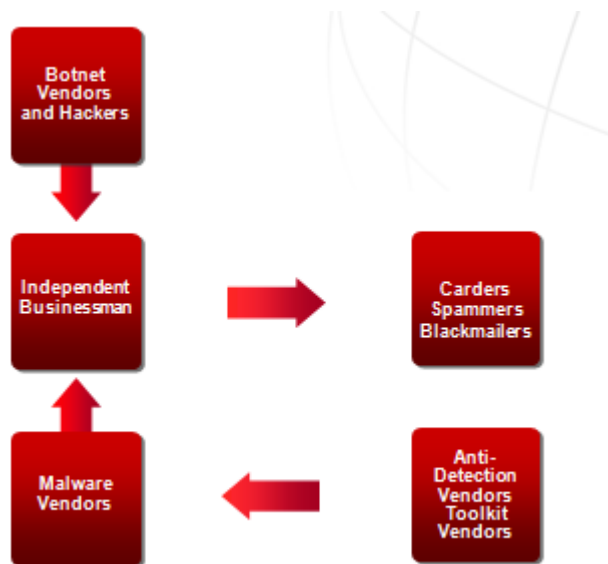 Botnet
Vendors
and Hackers
Independent
Businessman
Carders
Spammers
Blackmailers
Malware
Vendors
Anti-
Detection
Vendors
Toolkit
Vendors